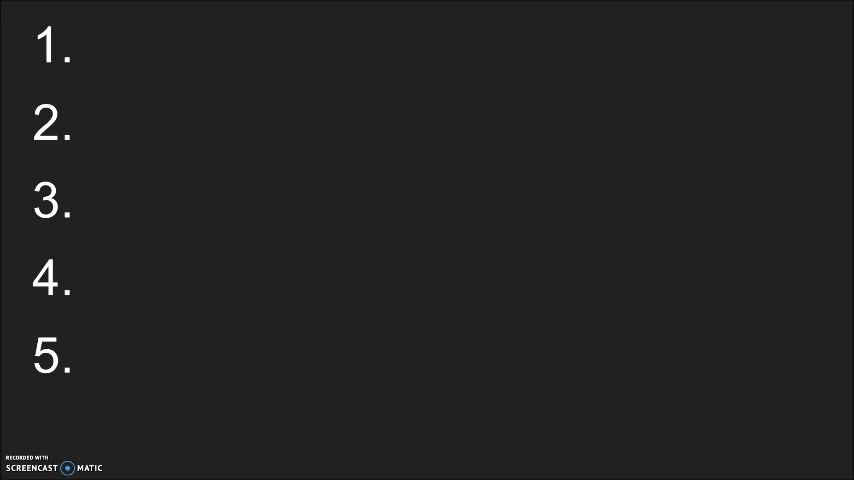 1.
2.
3.
4.
5.
RECORDED WITH
SCREENCAST MATIC